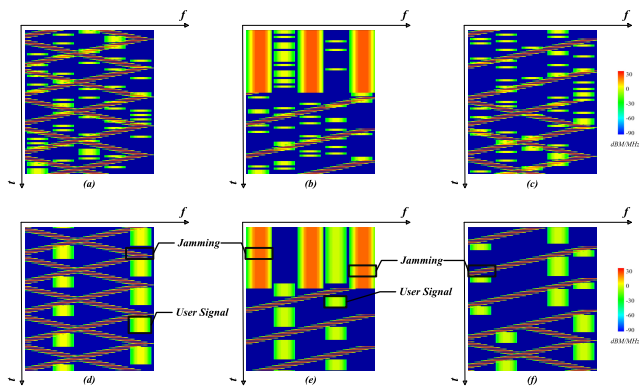 f
f
f
30
0
-30
-60
-90
dBM/MHz
t
(a)
t
(b)
t
(c)
f
f
f
Jamming
Jamming
User Signal
User Signal
30
0
-30
-60
-90
dBM/MHz
t
(d)
t
(e)
t
(f)